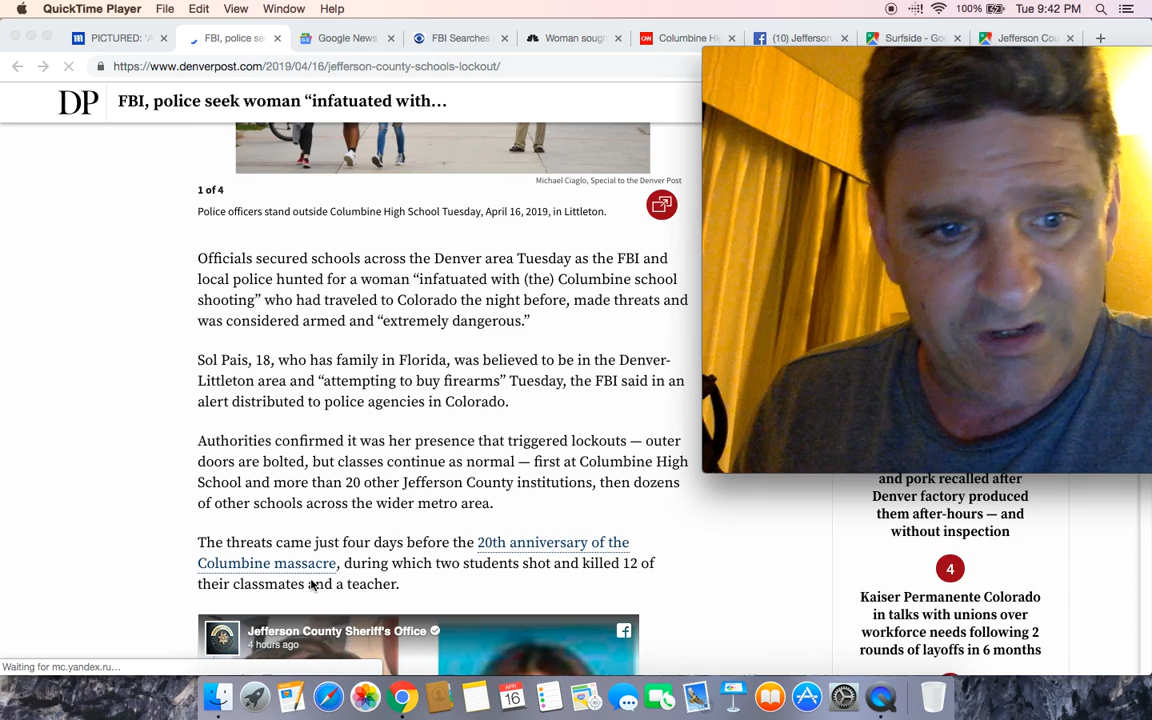 QuickTime Player File Edit View Window Help 100% Tue 9:42 PM
PICTURED: 'A FBI, police se Google News FBI Searches Woman sough Columbine Hi (10) Jefferson Surfside - Goo Jefferson Cou
https://www.denverpost.com/2019/04/16/jefferson-county-schools-lockout/
DP FBI, police seek woman “infatuated with...
Michael Ciaglo, Special to the Denver Post
1 of 4
Police officers stand outside Columbine High School Tuesday, April 16, 2019, in Littleton.
Officials secured schools across the Denver area Tuesday as the FBI and
local police hunted for a woman “infatuated with (the) Columbine school
shooting” who had traveled to Colorado the night before, made threats and
was considered armed and “extremely dangerous.”
Sol Pais, 18, who has family in Florida, was believed to be in the Denver-
Littleton area and “attempting to buy firearms” Tuesday, the FBI said in an
alert distributed to police agencies in Colorado.
Authorities confirmed it was her presence that triggered lockouts — outer
doors are bolted, but classes continue as normal — first at Columbine High
School and more than 20 other Jefferson County institutions, then dozens
of other schools across the wider metro area.
The threats came just four days before the 20th anniversary of the
Columbine massacre, during which two students shot and killed 12 of
their classmates and a teacher.
Jefferson County Sheriff's Office
4 hours ago
and pork recalled after
Denver factory produced
them after-hours — and
without inspection
4
Kaiser Permanente Colorado
in talks with unions over
workforce needs following 2
rounds of layoffs in 6 months
Waiting for mc.yandex.ru...
APR
16